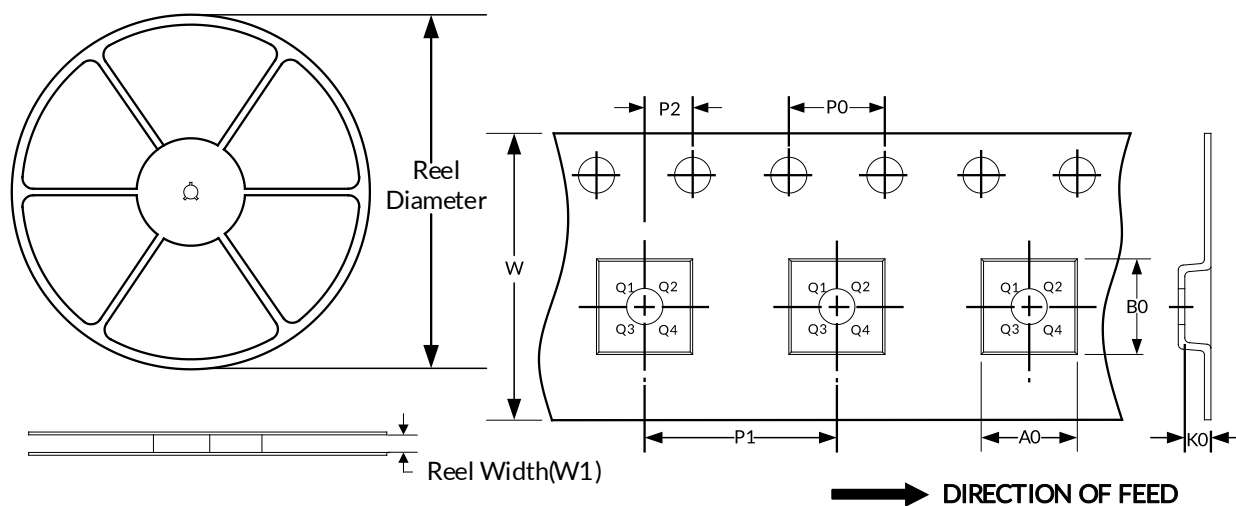 Reel
Diameter
Reel Width(W1)
P2
P0
W
Q1 Q2
Q3 Q4
Q1 Q2
Q3 Q4
Q1 Q2
Q3 Q4
B0
P1
A0
K0
DIRECTION OF FEED